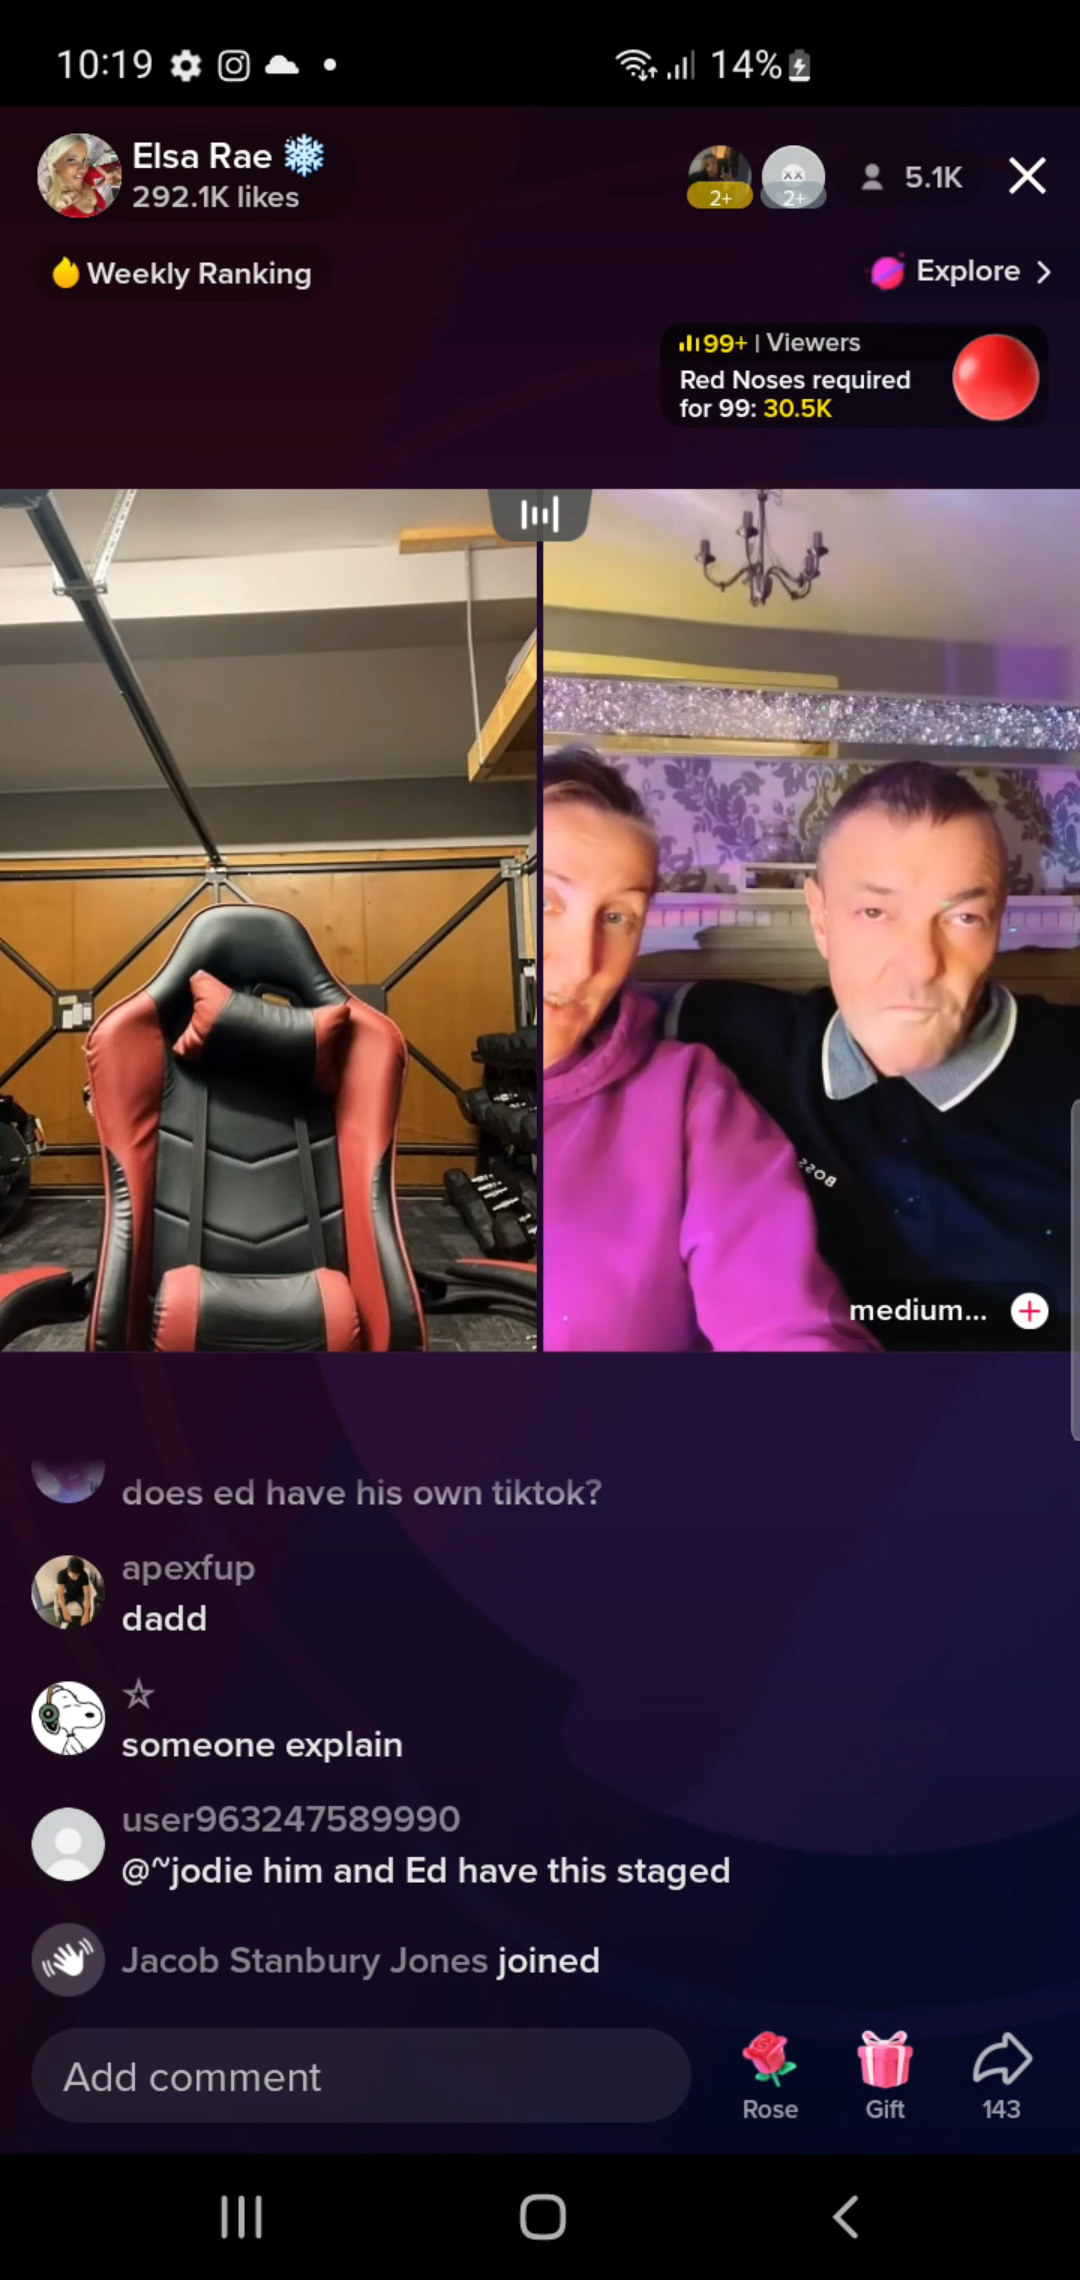 10:19
14%
Elsa Rae
292.1K likes
2+
2+
5.1K
Weekly Ranking
Explore
99+ | Viewers
Red Noses required
for 99: 30.5K
BOSS
medium...
does ed have his own tiktok?
apexfup
dadd
☆
someone explain
user963247589990
@~jodie him and Ed have this staged
Jacob Stanbury Jones joined
Add comment
Rose
Gift
143